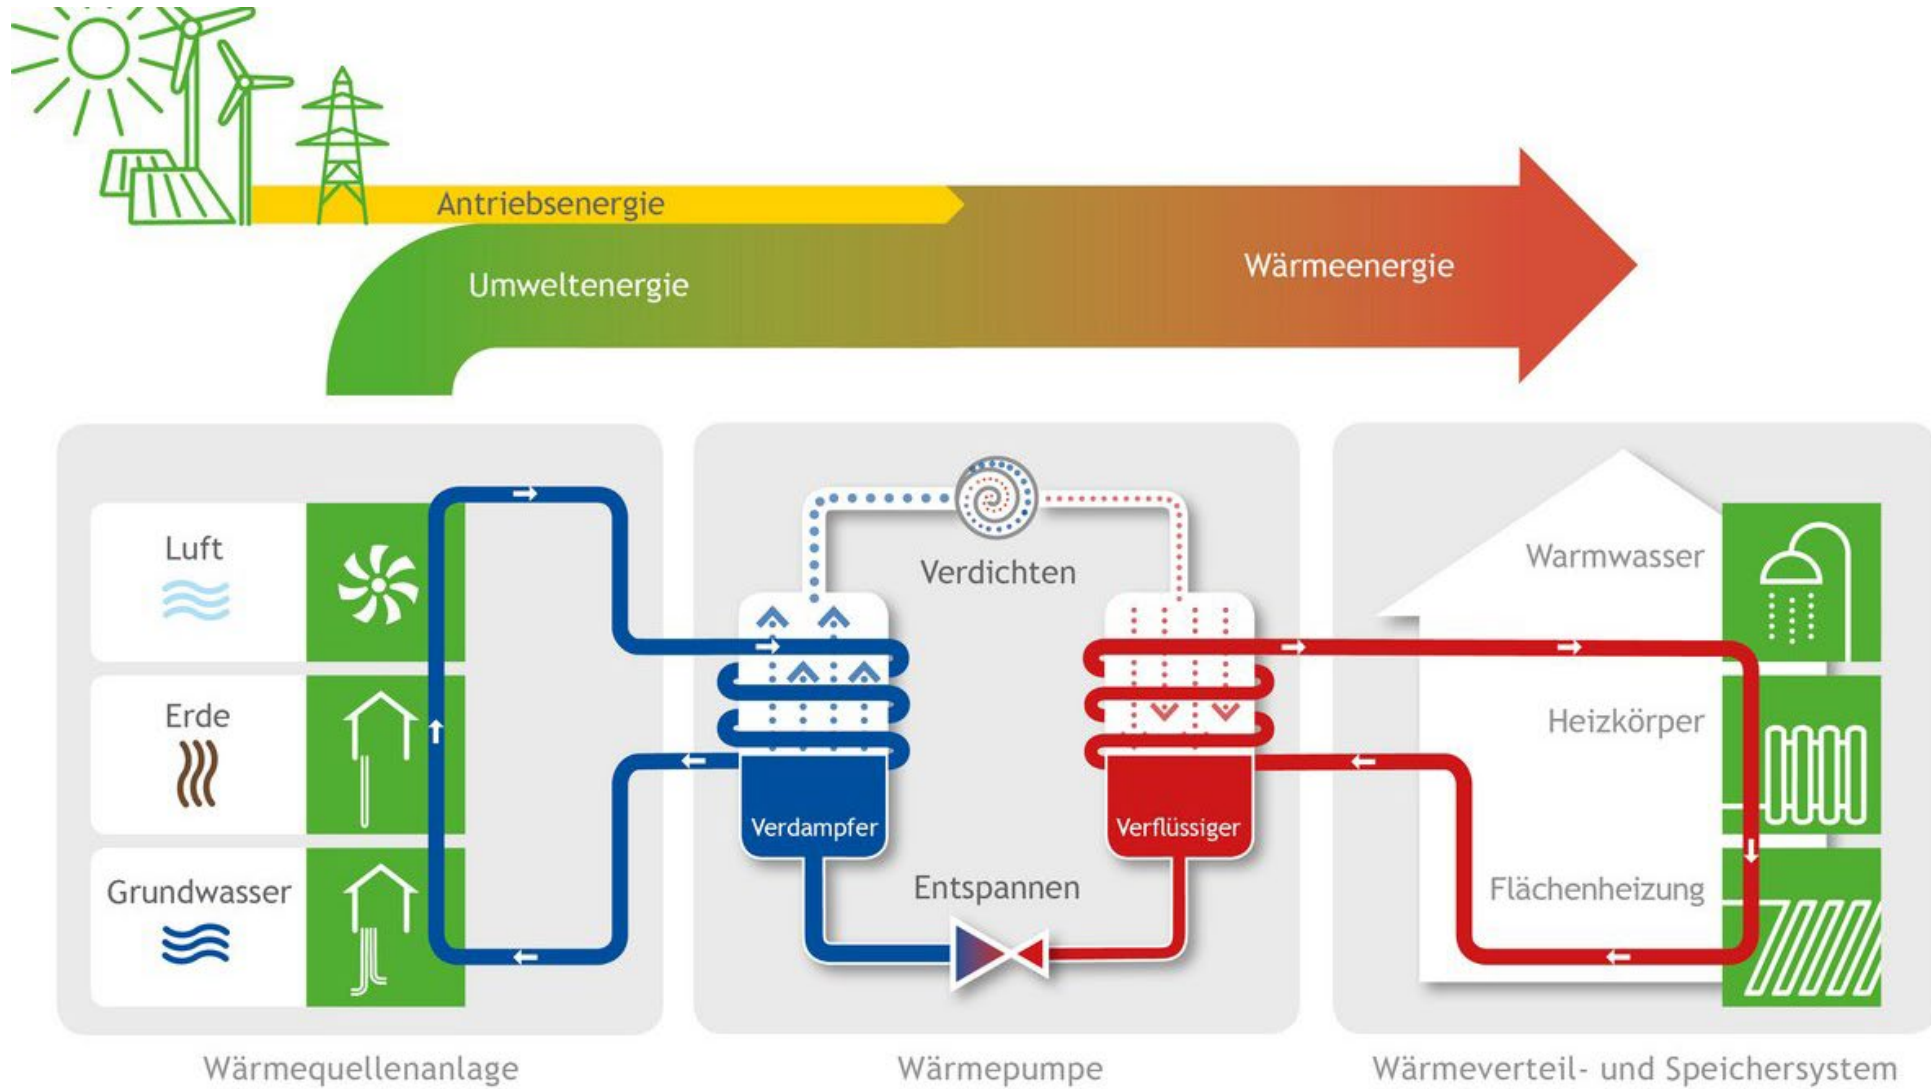 Antriebsenergie
Umweltenergie
Wärmeenergie
Luft
Erde
Grundwasser
Verdichten
Verdampfer
Verflüssiger
Entspannen
Warmwasser
Heizkörper
Flächenheizung
Wärmequellenanlage
Wärmepumpe
Wärmeverteil- und Speichersystem